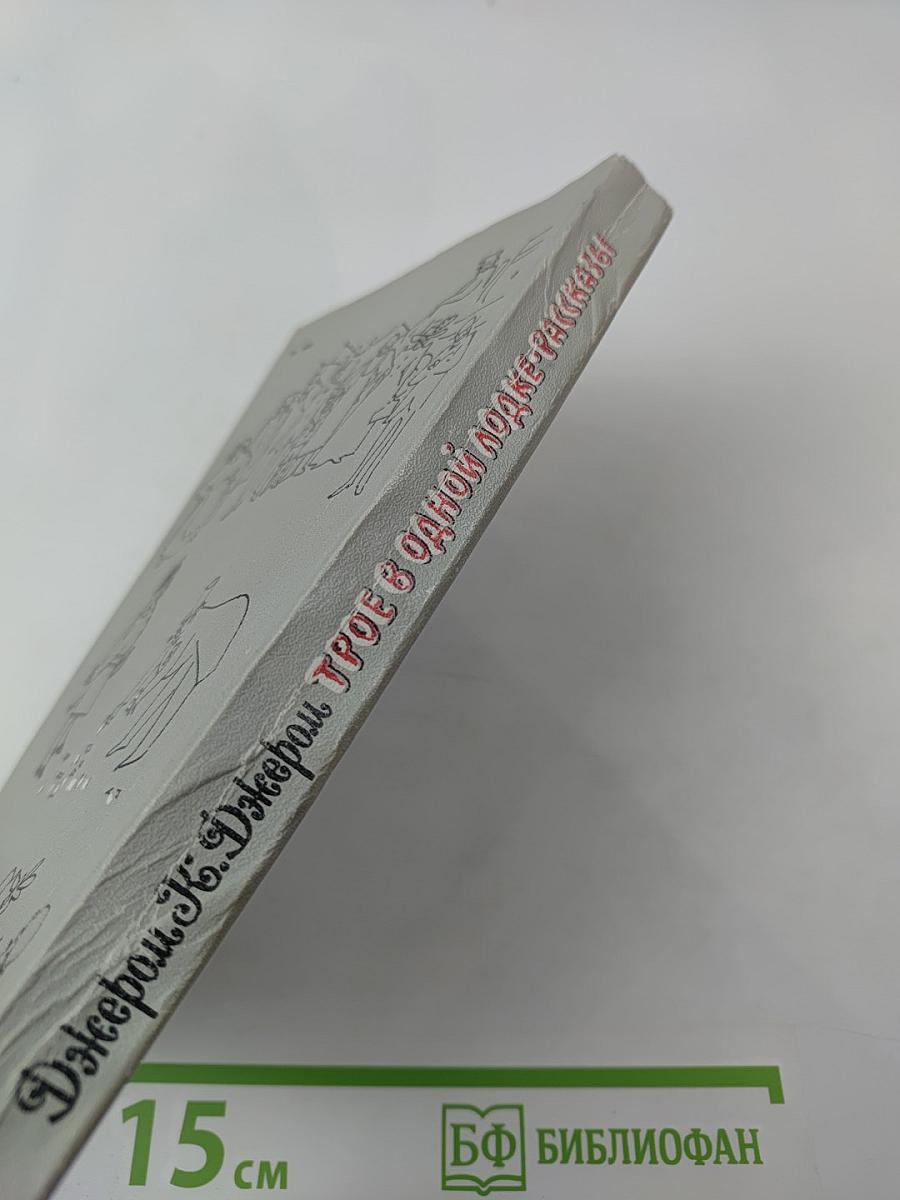 Джером К. Джером ТРОЕ В ОДНОЙ ЛОДКЕ·РАССКАЗЫ
15 см
БФ БИБЛИОФАН